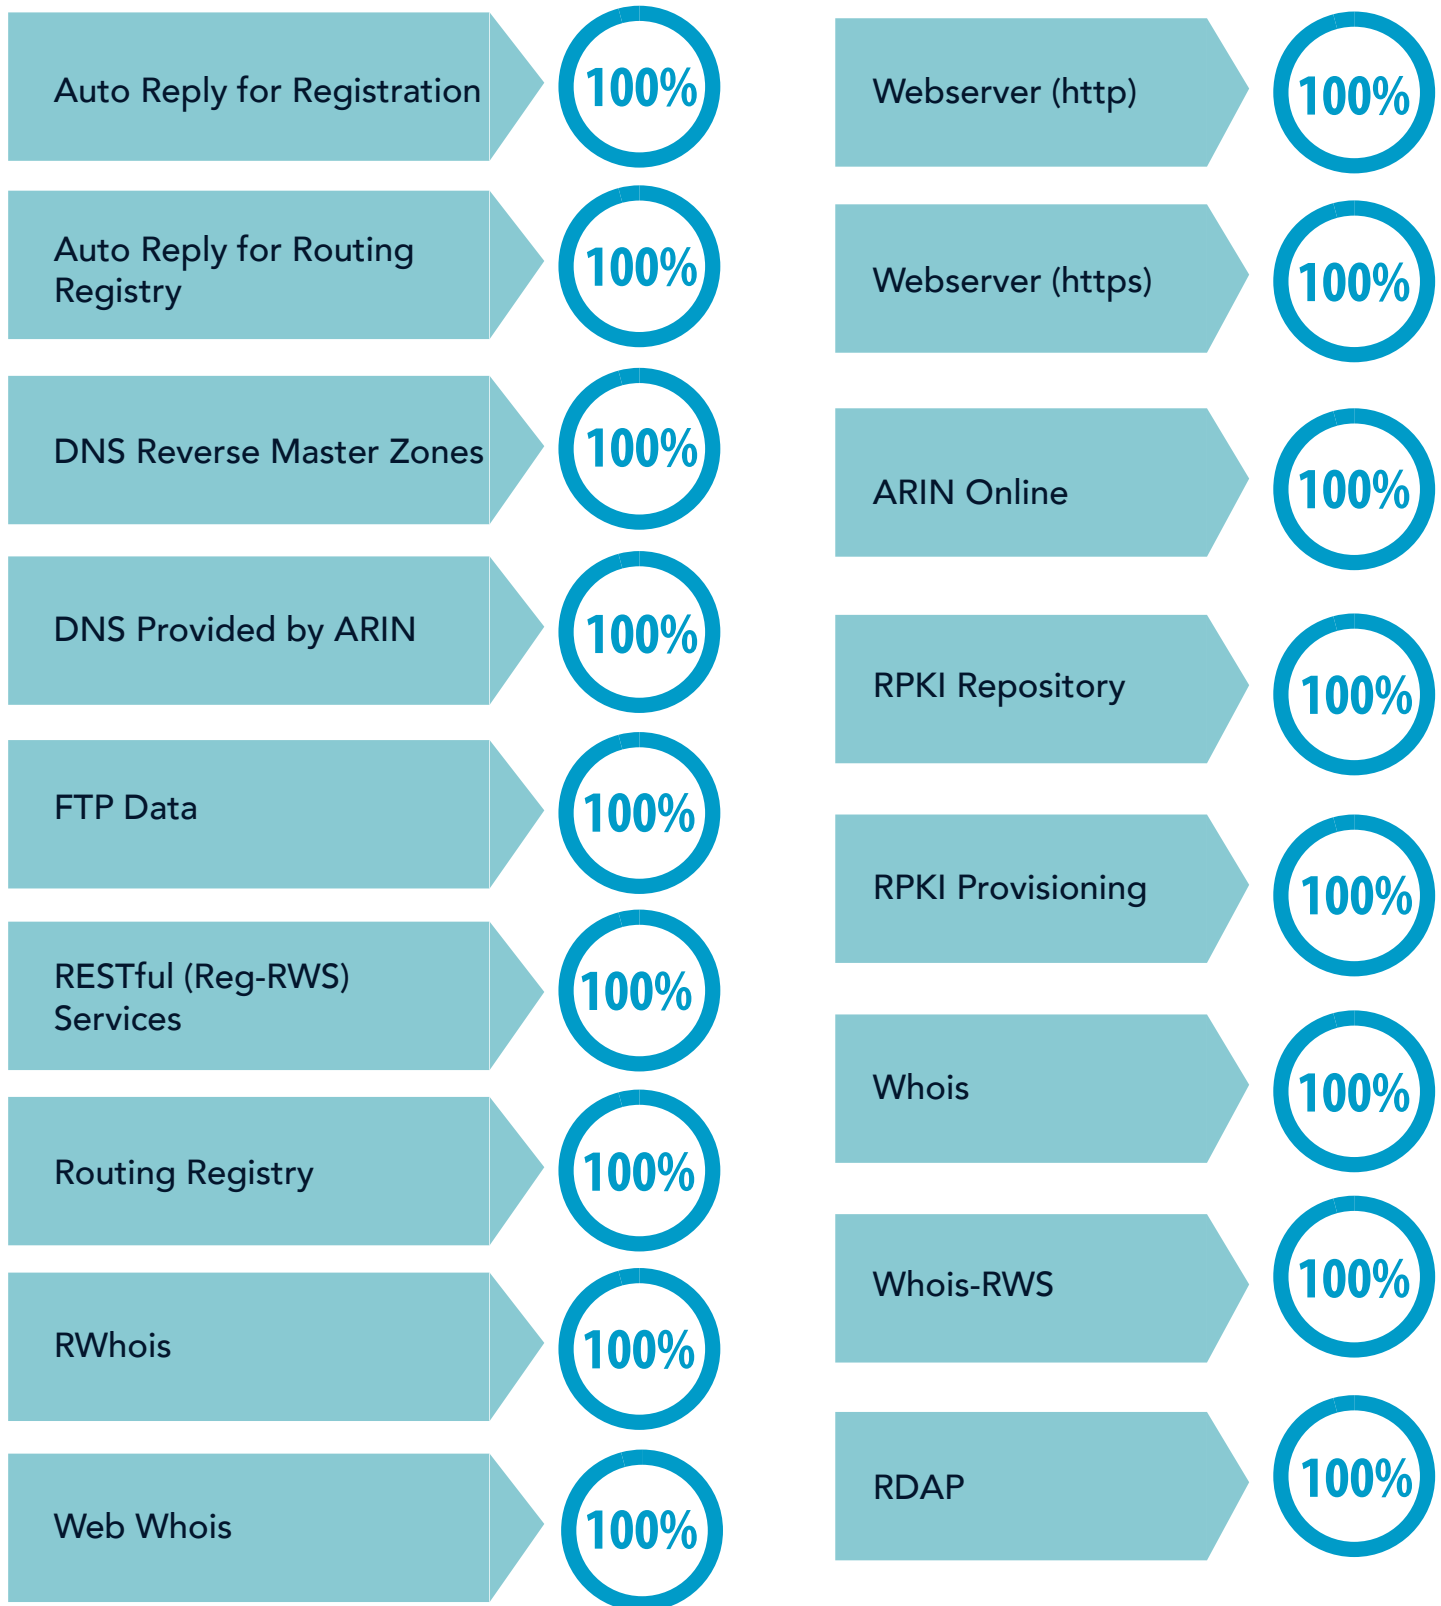 Auto Reply for Registration
100%
Auto Reply for Routing
Registry
100%
DNS Reverse Master Zones
100%
DNS Provided by ARIN
100%
FTP Data
100%
RESTful (Reg-RWS)
Services
100%
Routing Registry
100%
RWhois
100%
Web Whois
100%
Webserver (http)
100%
Webserver (https)
100%
ARIN Online
100%
RPKI Repository
100%
RPKI Provisioning
100%
Whois
100%
Whois-RWS
100%
RDAP
100%